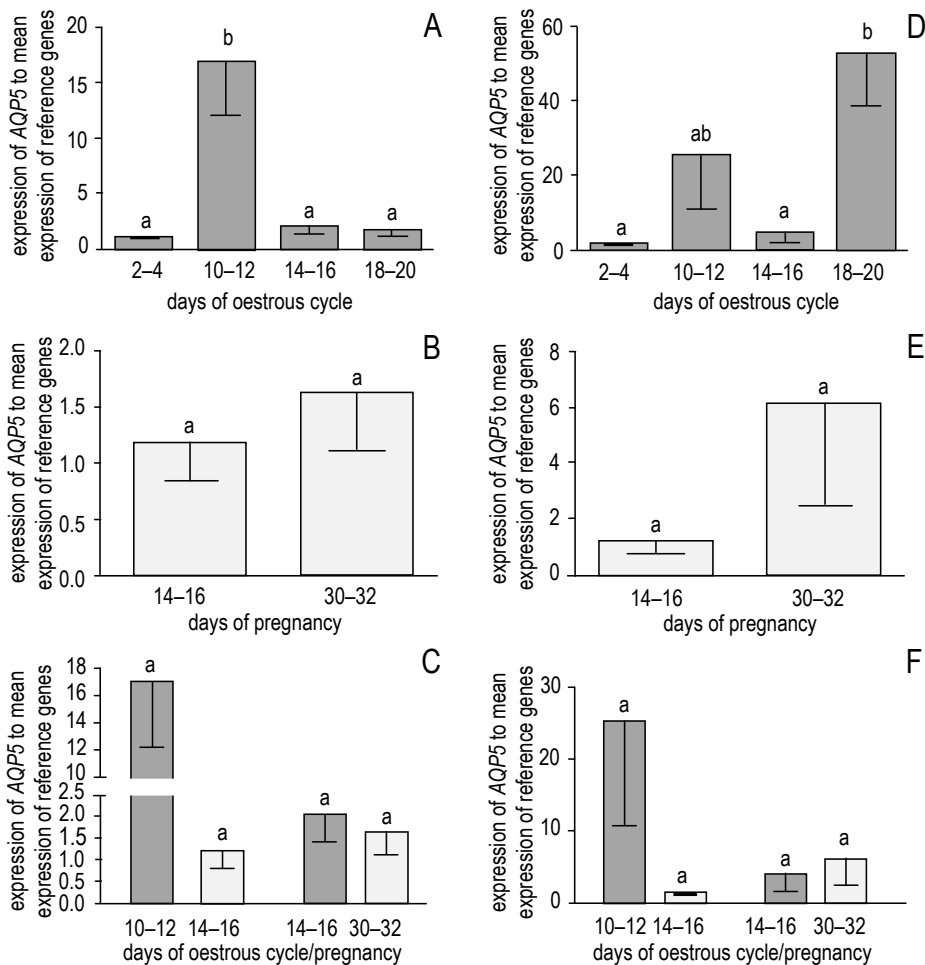 A
expression of AQP5 to mean
expression of reference genes
20
15
10
5
0
a
b
a
a
2–4
10–12
14–16
18–20
days of oestrous cycle
D
expression of AQP5 to mean
expression of reference genes
60
40
20
0
a
ab
a
b
2–4
10–12
14–16
18–20
days of oestrous cycle
B
expression of AQP5 to mean
expression of reference genes
2.0
1.5
1.0
0.5
0.0
a
a
14–16
30–32
days of pregnancy
E
expression of AQP5 to mean
expression of reference genes
8
6
4
2
0
a
a
14–16
30–32
days of pregnancy
C
expression of AQP5 to mean
expression of reference genes
18
16
14
12
10
2.5
2.0
1.5
1.0
0.5
0.0
a
a
a
a
10–12
14–16
14–16
30–32
days of oestrous cycle/pregnancy
F
expression of AQP5 to mean
expression of reference genes
30
20
10
0
a
a
a
a
10–12
14–16
14–16
30–32
days of oestrous cycle/pregnancy